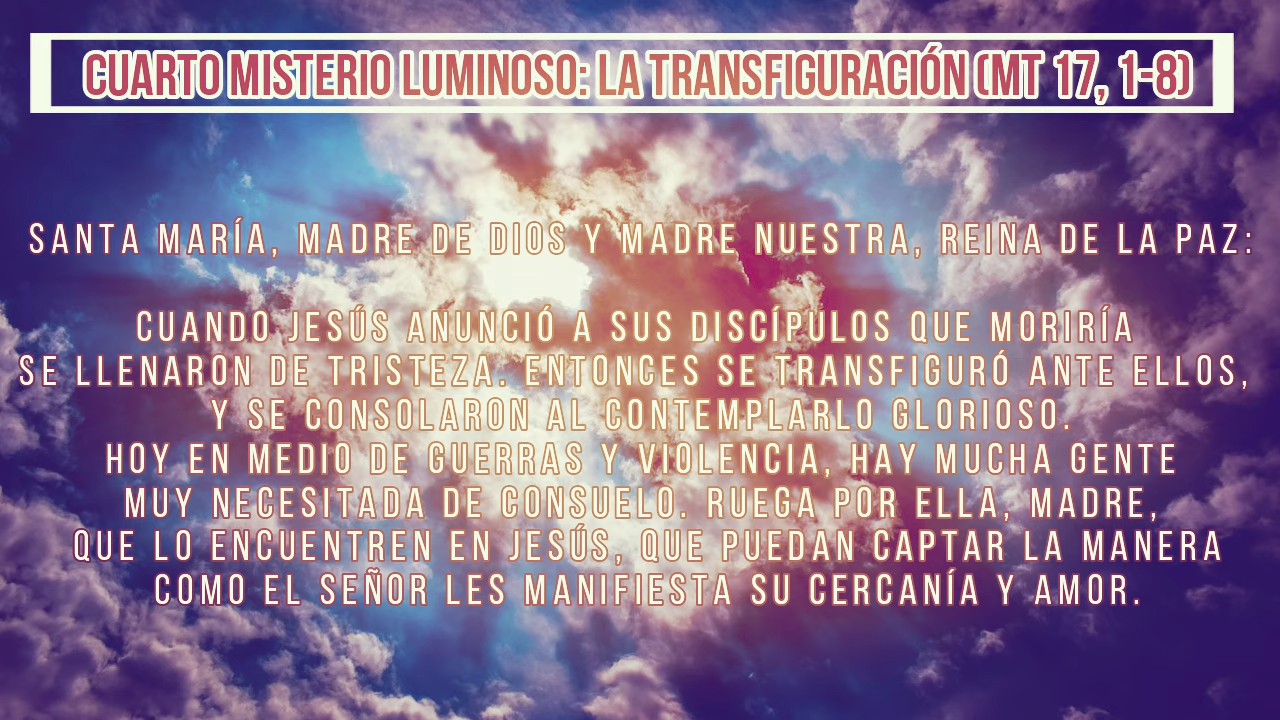 CUARTO MISTERIO LUMINOSO: LA TRANSFIGURACIÓN (MT 17, 1-8)
SANTA MARÍA, MADRE DE DIOS Y MADRE NUESTRA, REINA DE LA PAZ:
CUANDO JESÚS ANUNCIÓ A SUS DISCÍPULOS QUE MORIRÍA
SE LLENARON DE TRISTEZA. ENTONCES SE TRANSFIGURÓ ANTE ELLOS,
Y SE CONSOLARON AL CONTEMPLARLO GLORIOSO.
HOY EN MEDIO DE GUERRAS Y VIOLENCIA, HAY MUCHA GENTE
MUY NECESITADA DE CONSUELO. RUEGA POR ELLA, MADRE,
QUE LO ENCUENTREN EN JESÚS, QUE PUEDAN CAPTAR LA MANERA
COMO EL SEÑOR LES MANIFIESTA SU CERCANÍA Y AMOR.